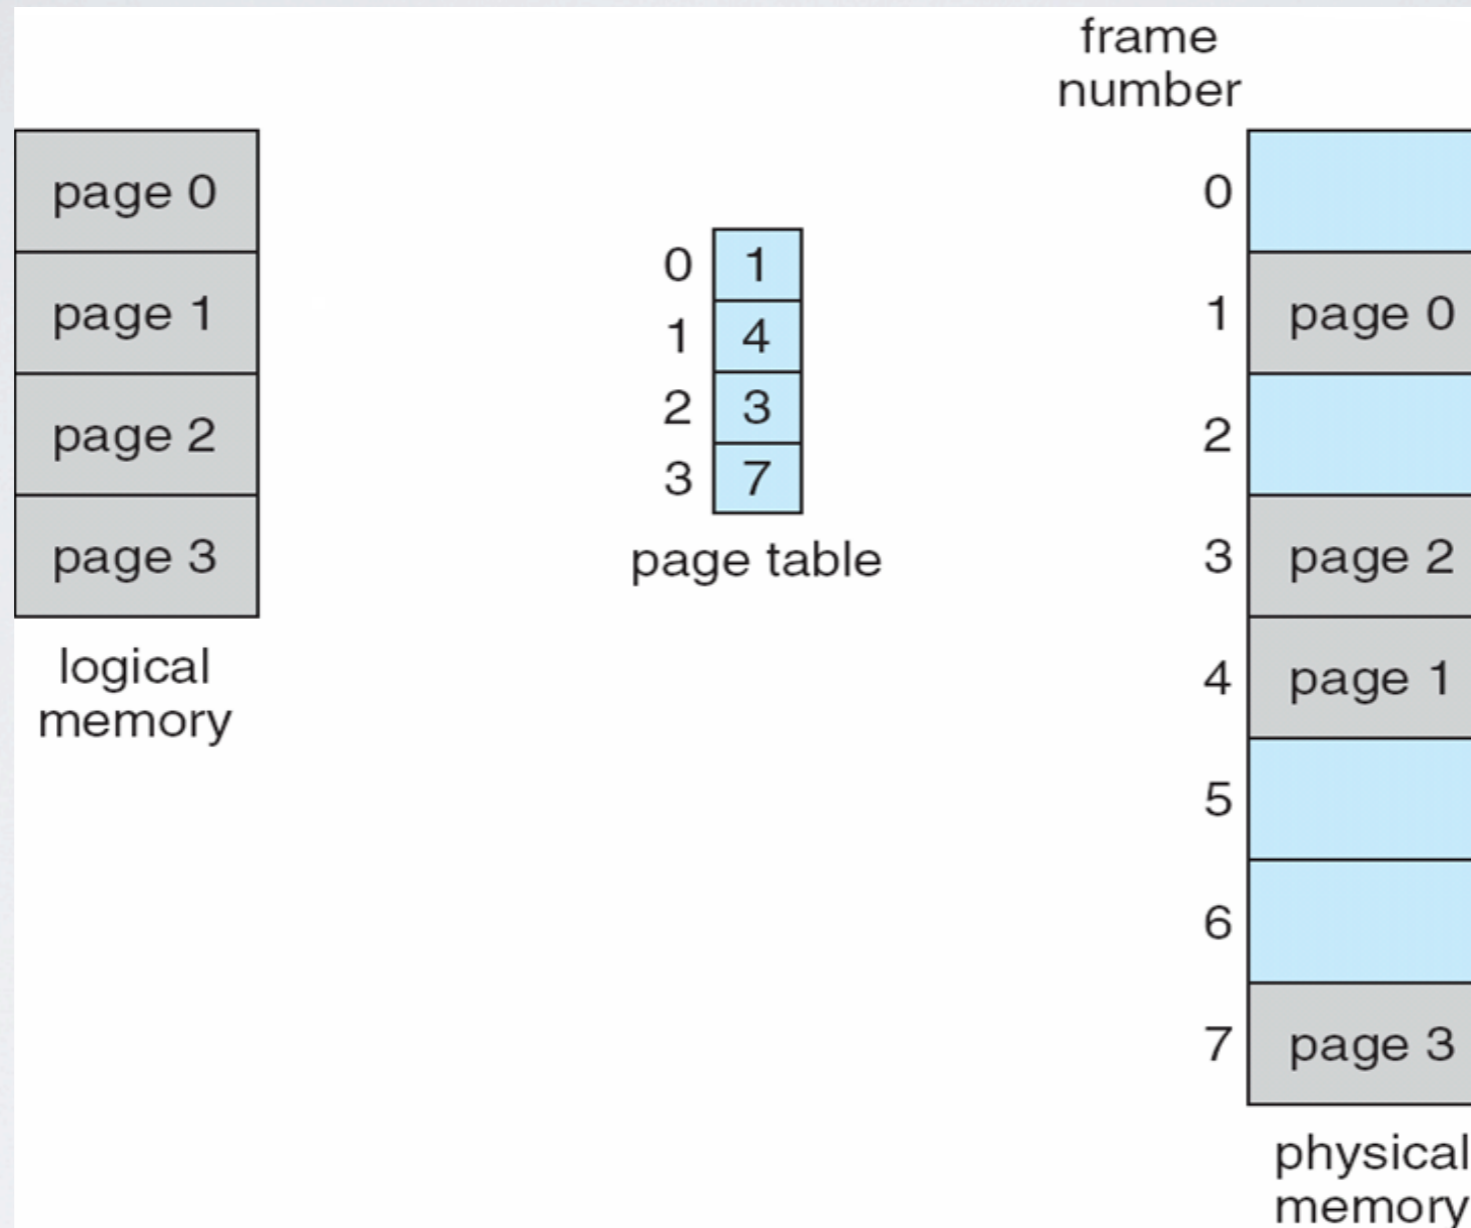 page 0
page 1
page 2
page 3
logical
memory
0 1
1 4
2 3
3 7
page table
frame
number
0
1 page 0
2
3 page 2
4 page 1
5
6
7 page 3
physical
memory